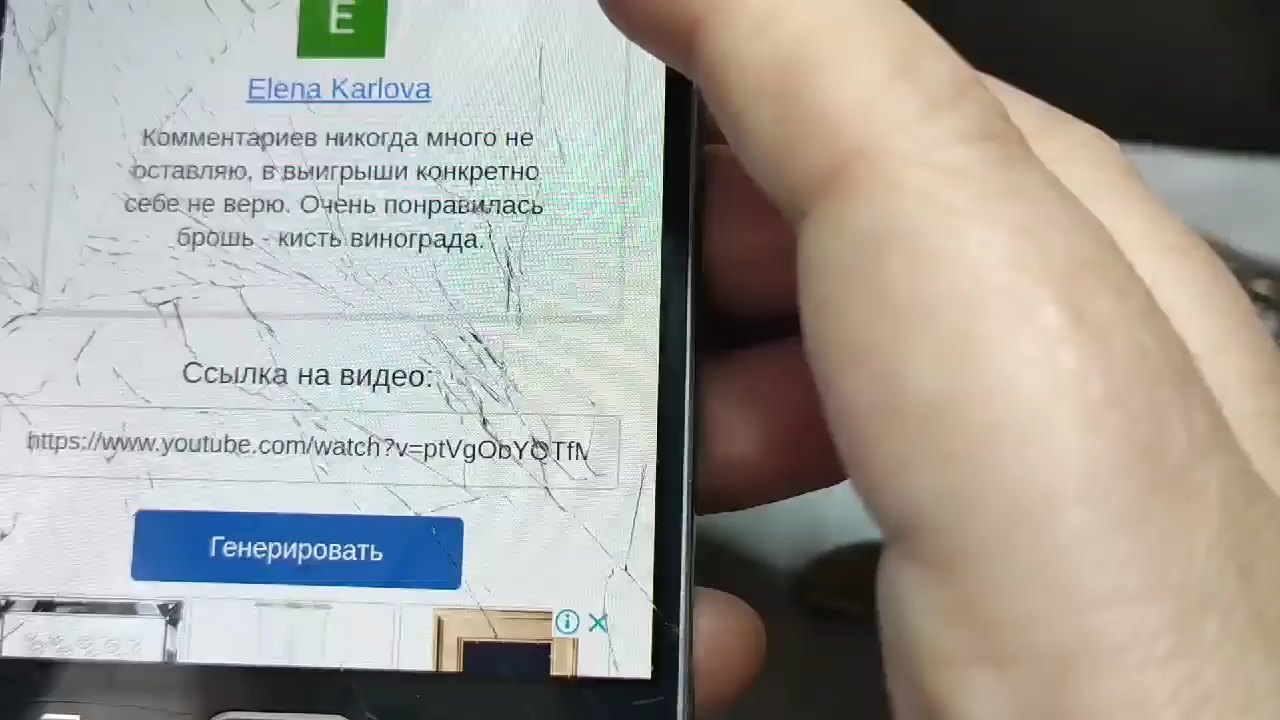 E
Elena Karlova
Комментариев никогда много не
оставляю, в выигрыши конкретно
себе не верю. Очень понравилась
брошь - кисть винограда.
Ссылка на видео:
https://www.youtube.com/watch?v=ptVgObYOTfM
Генерировать